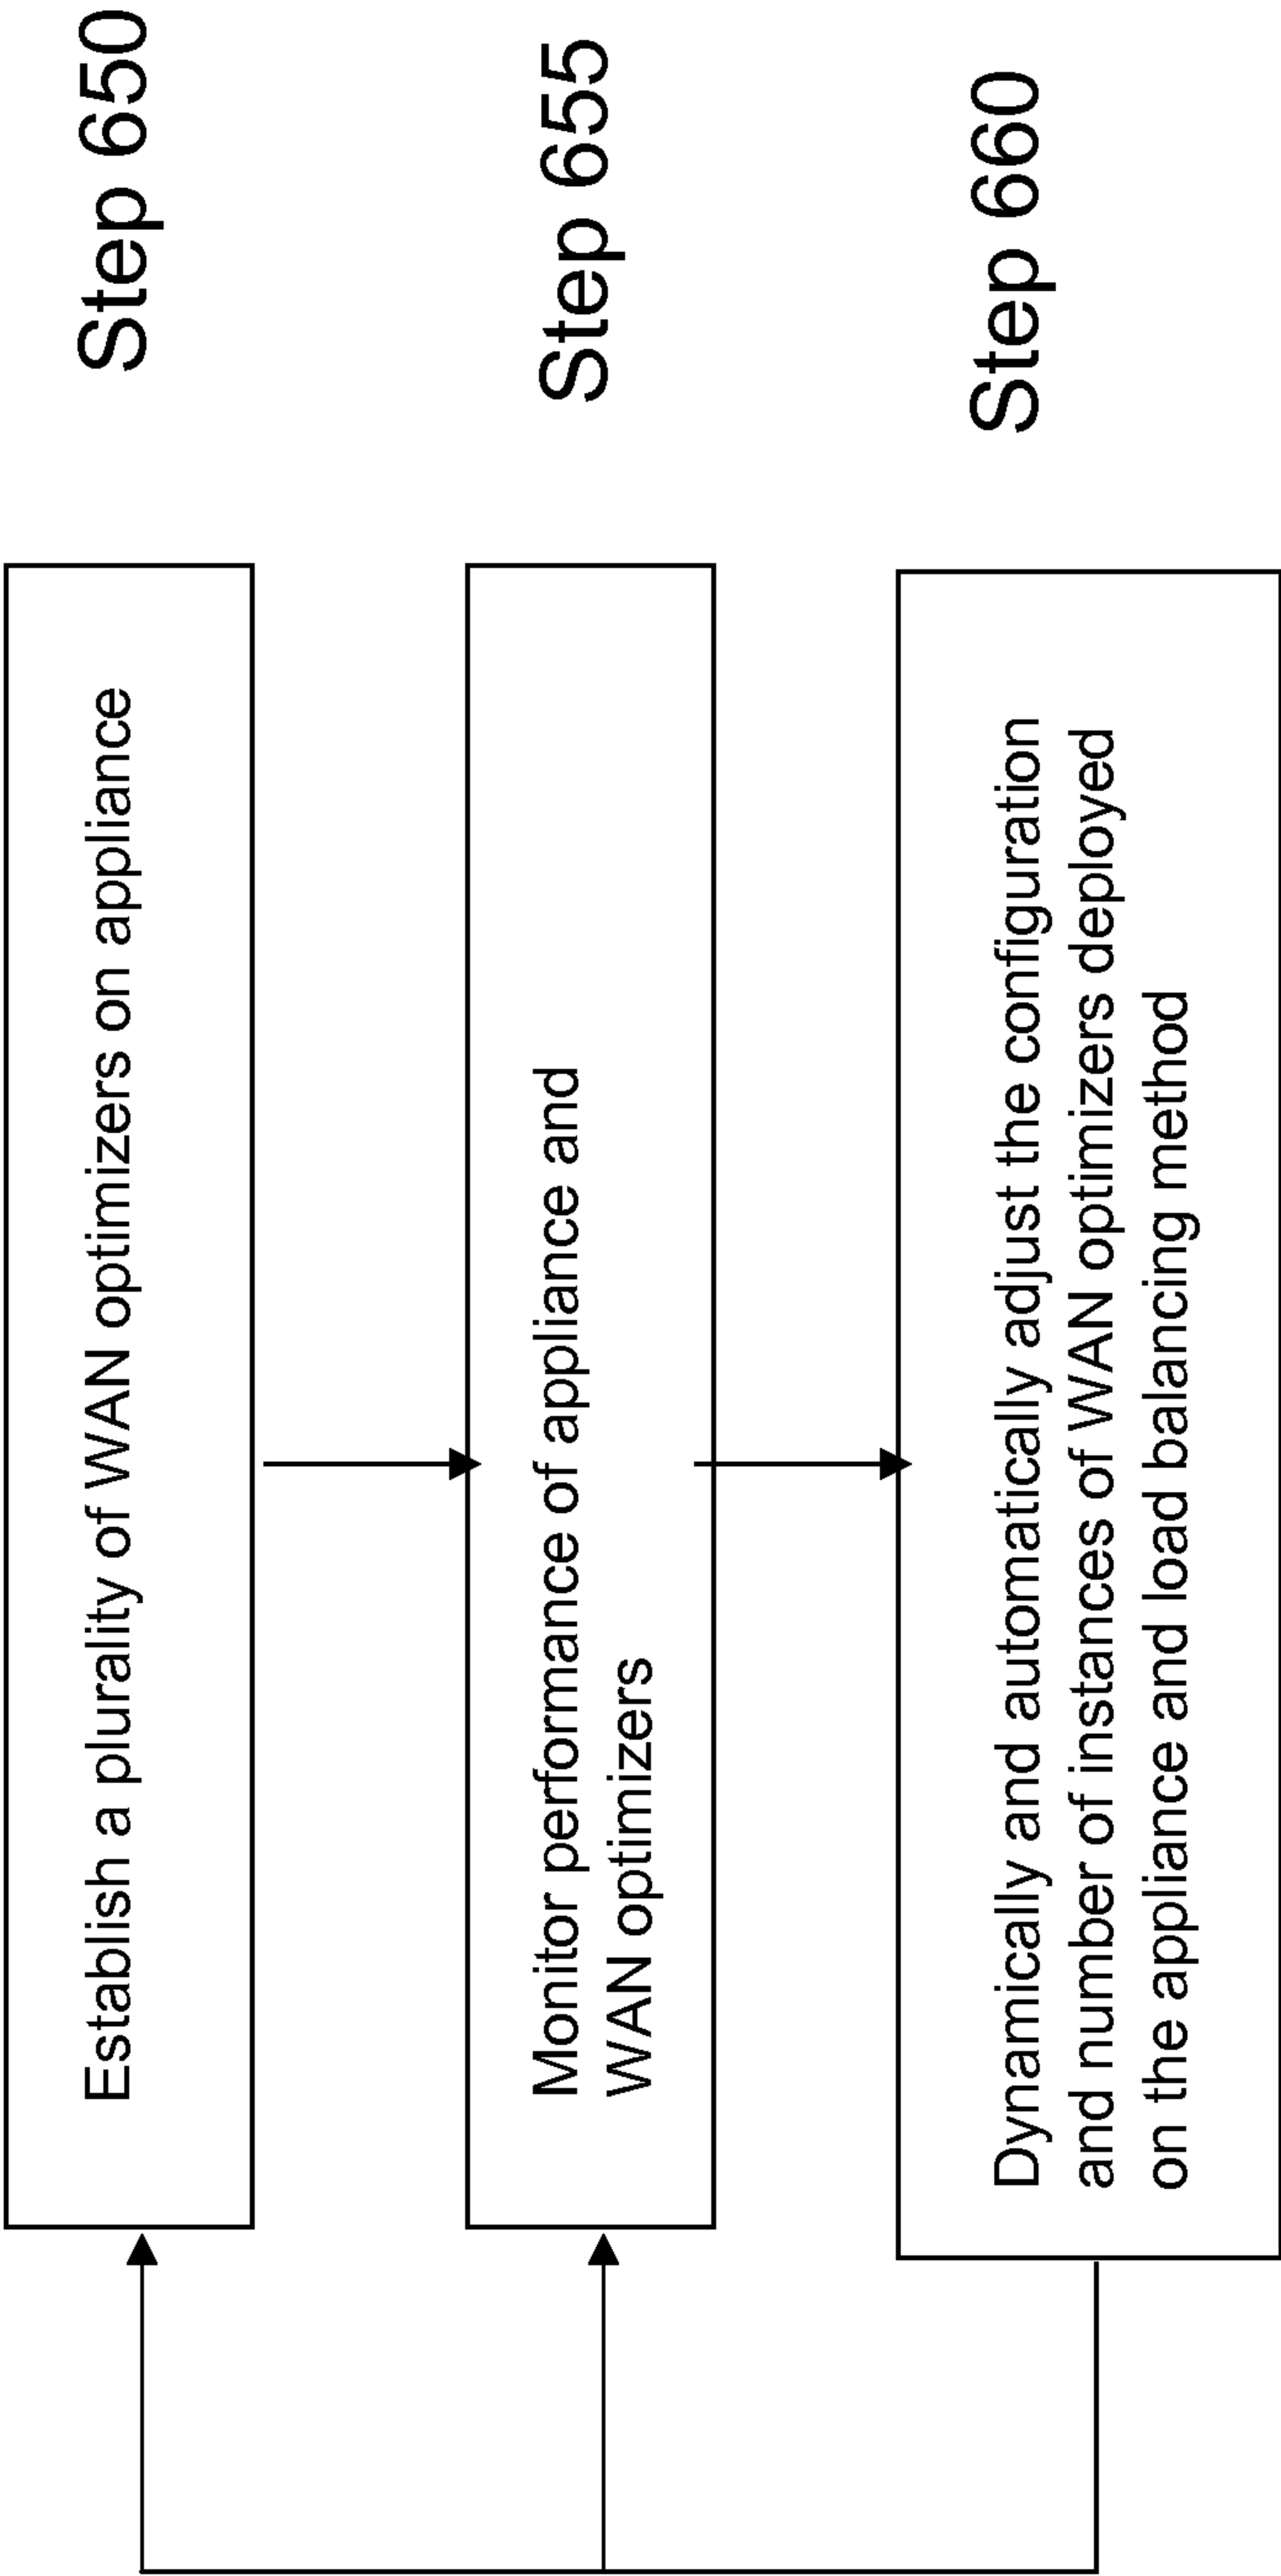 Establish a plurality of WAN optimizers on appliance
Step 650
Monitor performance of appliance and
WAN optimizers
Step 655
Dynamically and automatically adjust the configuration
and number of instances of WAN optimizers deployed
on the appliance and load balancing method
Step 660